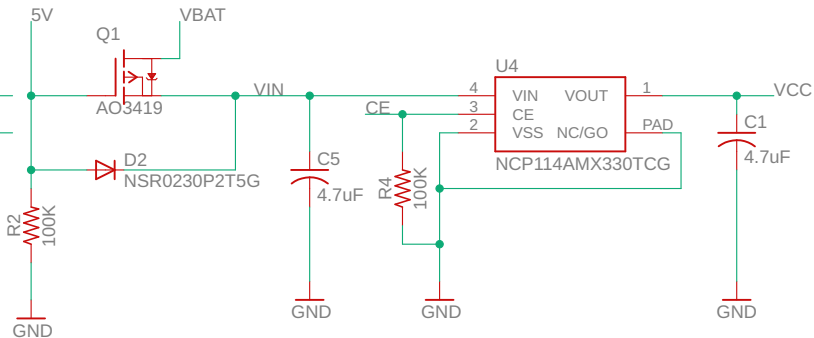 5V
VBAT
Q1
AO3419
VIN
D2
NSR0230P2T5G
R2
100K
GND
C5
4.7uF
GND
CE
R4
100K
GND
U4
4
3
2
VIN
CE
VSS
VOUT
NC/GO
1
PAD
NCP114AMX330TCG
VCC
C1
4.7uF
GND